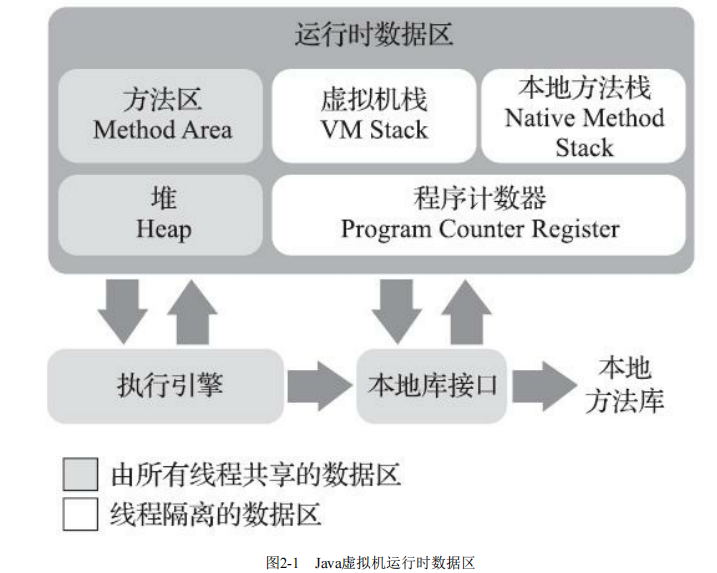 运行时数据区
方法区
Method Area
虚拟机栈
VM Stack
本地方法栈
Native Method
Stack
堆
Heap
程序计数器
Program Counter Register
执行引擎
本地库接口
本地
方法库
由所有线程共享的数据区
线程隔离的数据区
图2-1 Java虚拟机运行时数据区